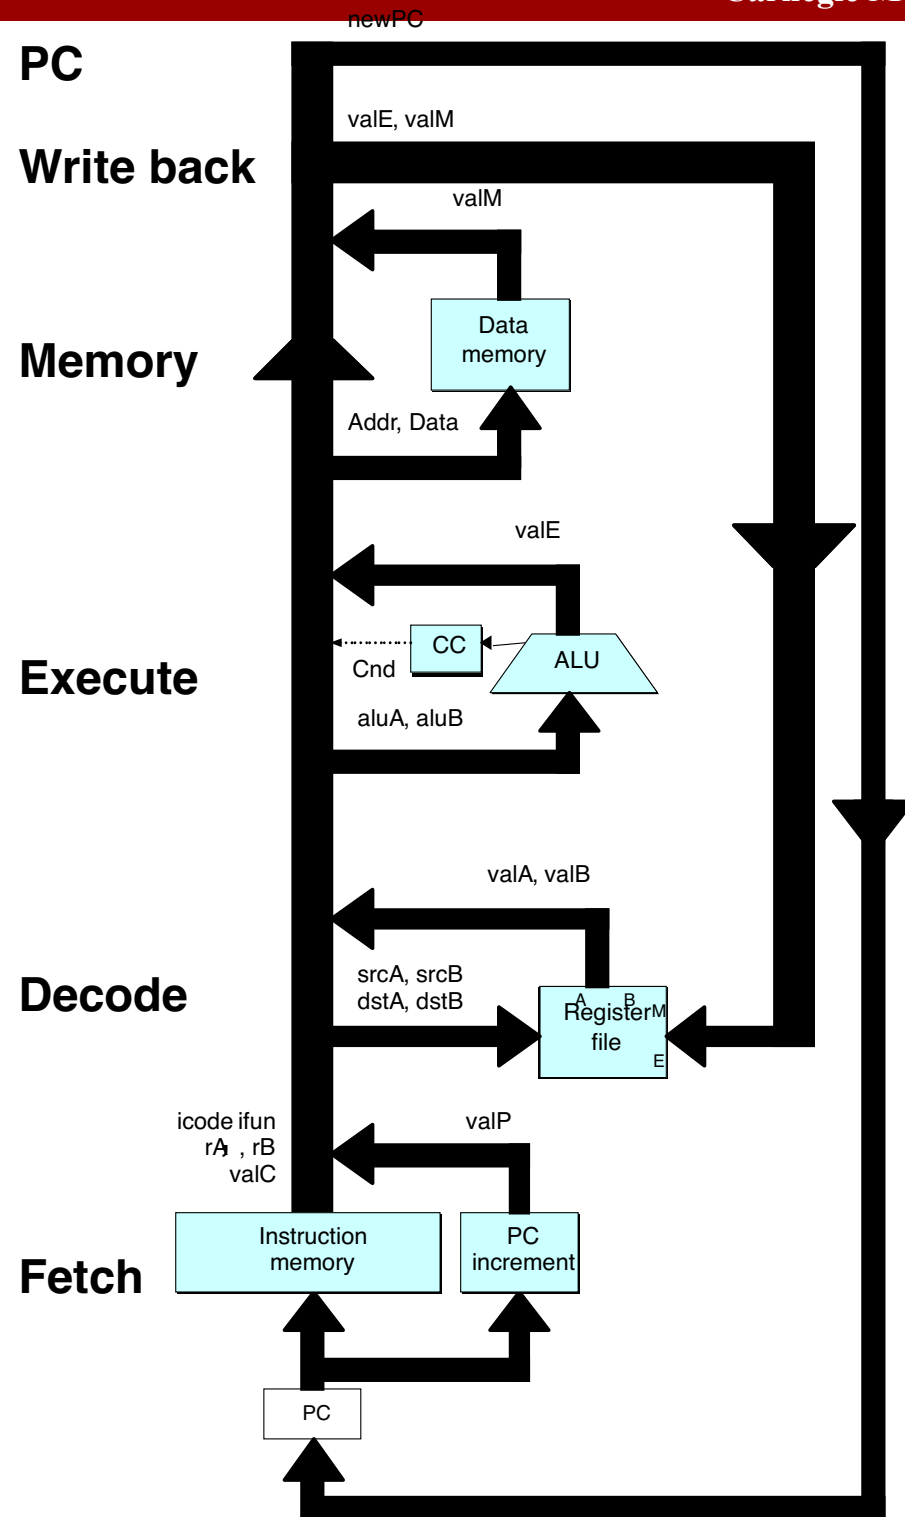 Carnegie M
newPC
PC
valE, valM
Write back
valM
Data
memory
Memory
Addr, Data
valE
CC
ALU
Cnd
Execute
aluA, aluB
valA, valB
srcA, srcB
dstA, dstB
Decode
A B
Register M
file
E
icode ifun
rA, rB
valC
valP
Instruction
memory
PC
increment
Fetch
PC